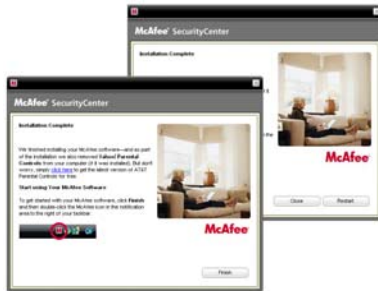 McAfee® SecurityCenter
Installation Complete
McAfee
Close
Restart
McAfee® SecurityCenter
Installation Complete
We finished installing your McAfee software—and as part
of the installation we also removed Yahoo! Parental
Controls from your computer (if it was installed). But don't
worry, simply click here to get the latest version of AT&T
Parental Controls for free.
Start using Your McAfee Software
To get started with your McAfee software, click Finish
and then double-click the McAfee icon in the notification
area to the right of your taskbar.
McAfee
Finish